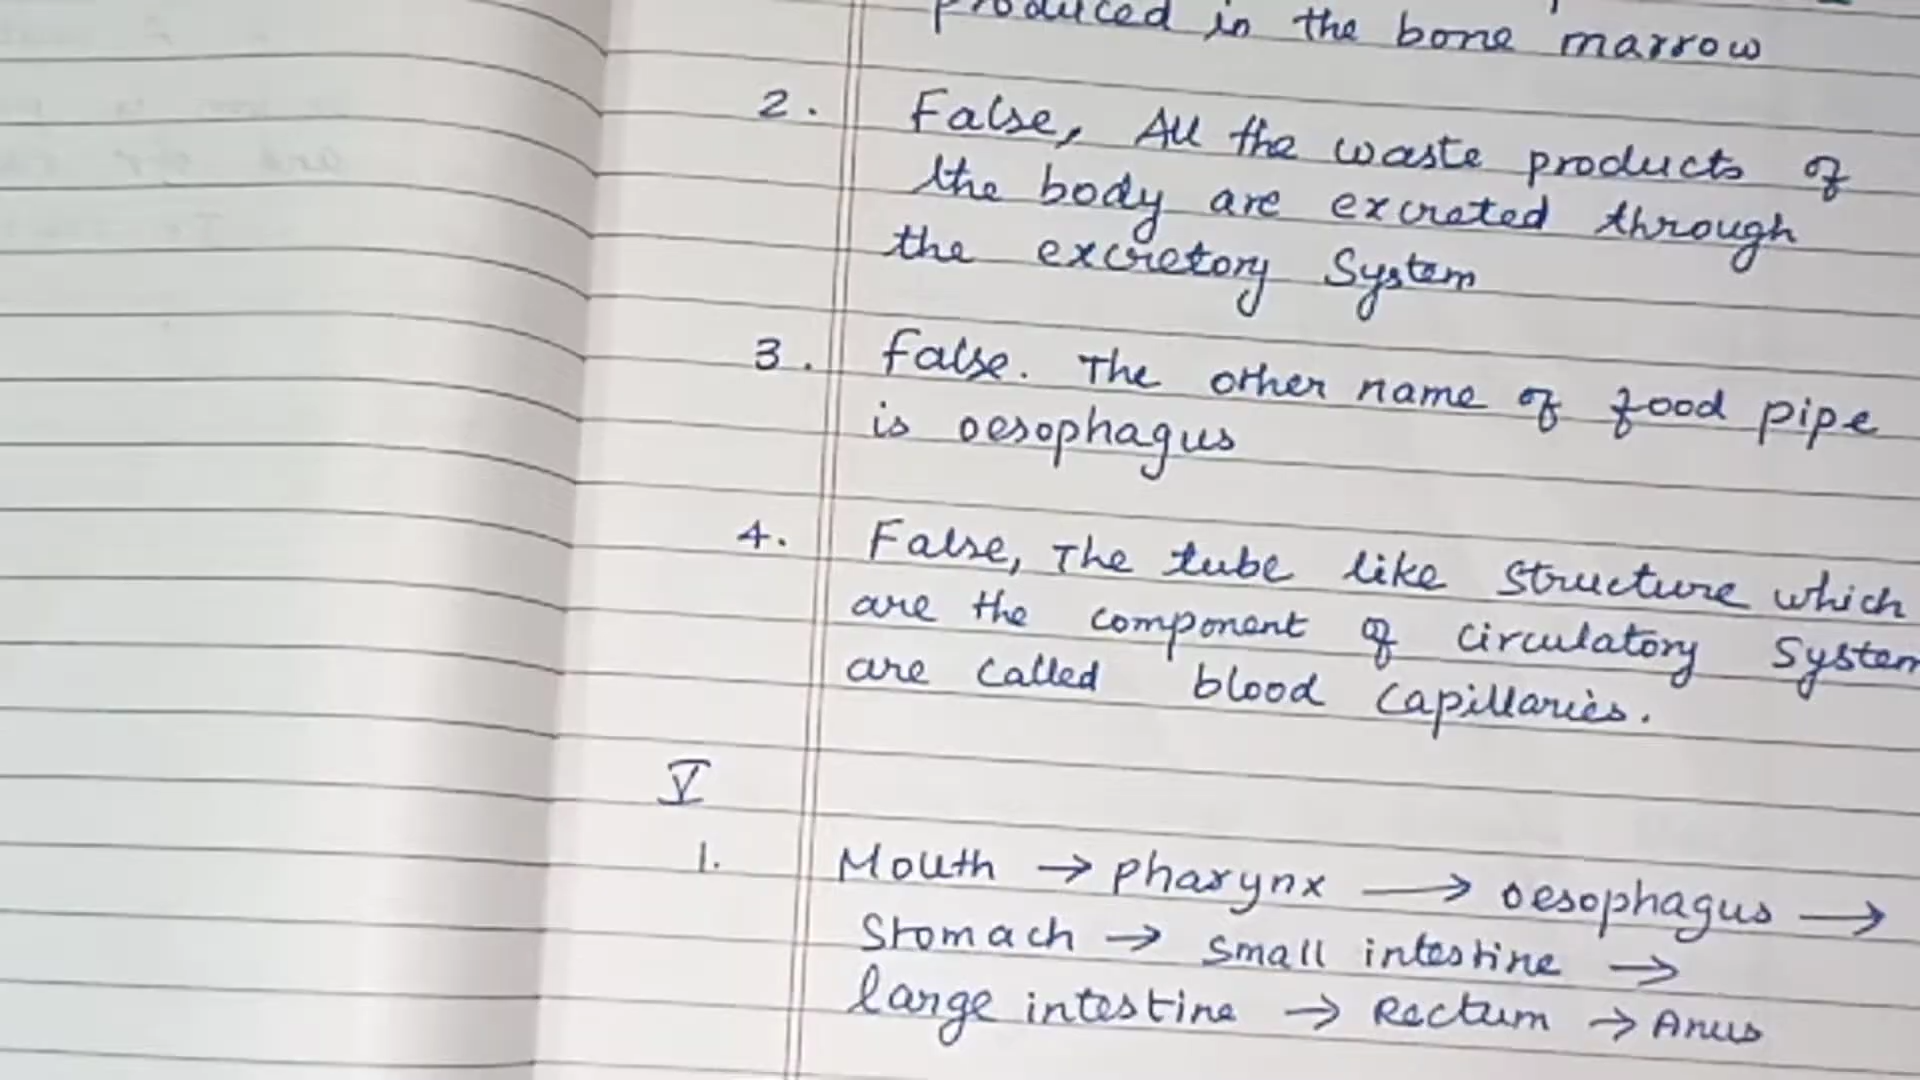 produced in the bone marrow
2. False, All the waste products of
the body are excreted through
the excretory System
3. false. The other name of food pipe
is oesophagus
4. False, The tube like structure which
are the component of circulatory System
are called blood capillaries.
V
1. Mouth → pharynx → oesophagus →
Stomach → small intestine →
large intestine → Rectum → Anus